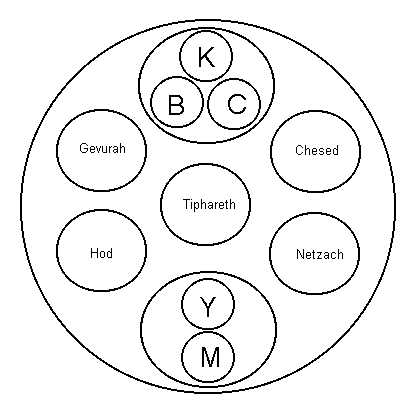 K
B C
Gevurah Chesed
Tiphareth
Hod Netzach
Y
M